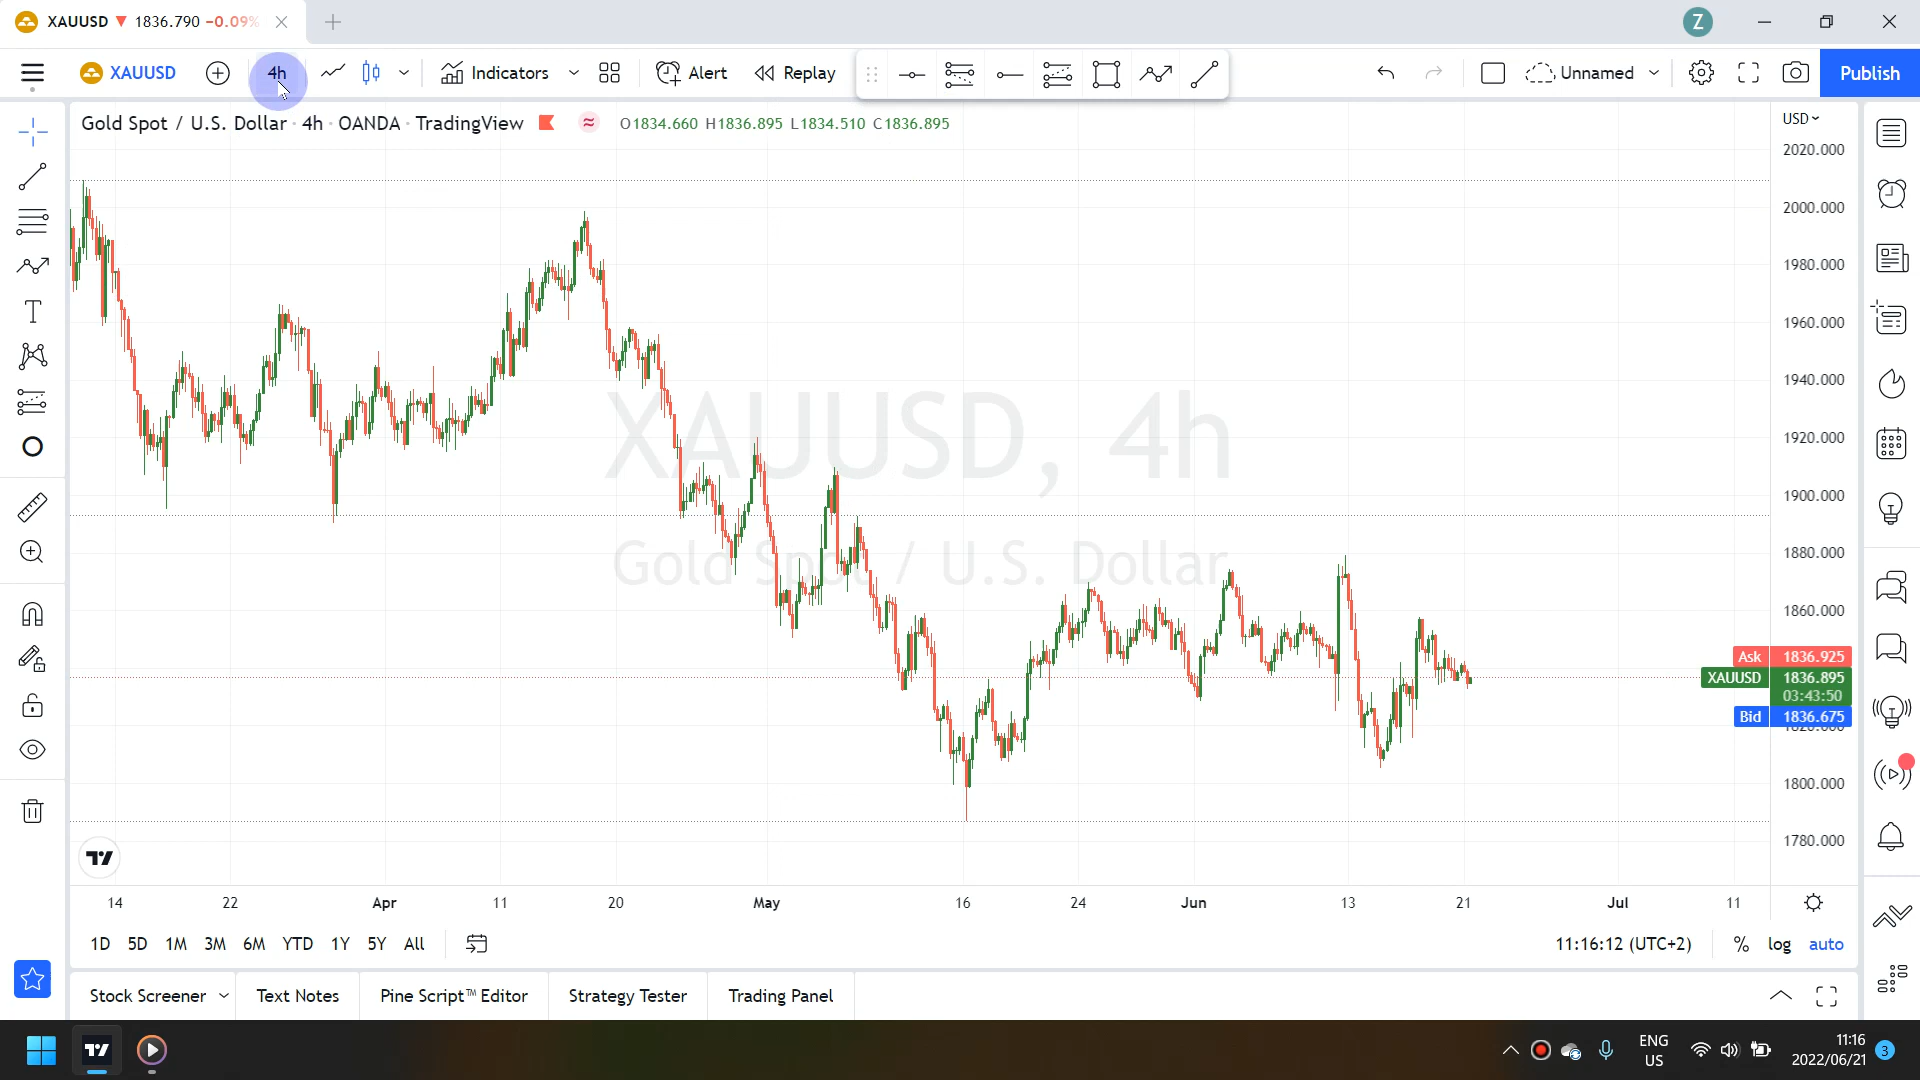 XAUUSD ▼ 1836.790 −0.09%
Z
XAUUSD
4h
Indicators
Alert
Replay
Unnamed
Publish
Gold Spot / U.S. Dollar · 4h · OANDA · TradingView
O1834.660 H1836.895 L1834.510 C1836.895
USD
2020.000
2000.000
1980.000
1960.000
1940.000
1920.000
1900.000
1880.000
1860.000
Ask 1836.925
XAUUSD 1836.895
03:43:50
Bid 1836.675
1820.000
1800.000
1780.000
XAUUSD, 4h
Gold Spot / U.S. Dollar
14 22 Apr 11 20 May 16 24 Jun 13 21 Jul 11
1D 5D 1M 3M 6M YTD 1Y 5Y All
11:16:12 (UTC+2) % log auto
Stock Screener Text Notes Pine Script™ Editor Strategy Tester Trading Panel
ENG
US
11:16
2022/06/21
3